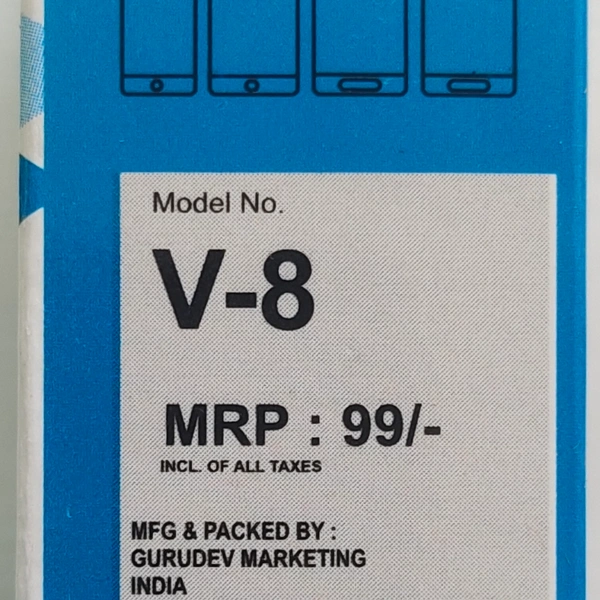 Model No.
V-8
MRP : 99/-
INCL. OF ALL TAXES
MFG & PACKED BY :
GURUDEV MARKETING
INDIA